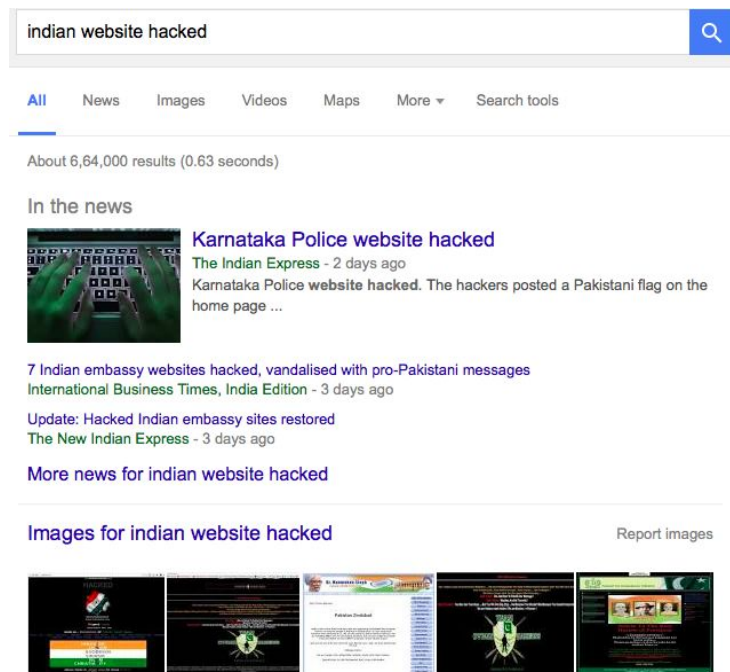 indian website hacked
All News Images Videos Maps More Search tools
About 6,64,000 results (0.63 seconds)
In the news
Karnataka Police website hacked
The Indian Express - 2 days ago
Karnataka Police website hacked. The hackers posted a Pakistani flag on the
home page ...
7 Indian embassy websites hacked, vandalised with pro-Pakistani messages
International Business Times, India Edition - 3 days ago
Update: Hacked Indian embassy sites restored
The New Indian Express - 3 days ago
More news for indian website hacked
Images for indian website hacked
Report images
HACKED
Pakistan Zindabad